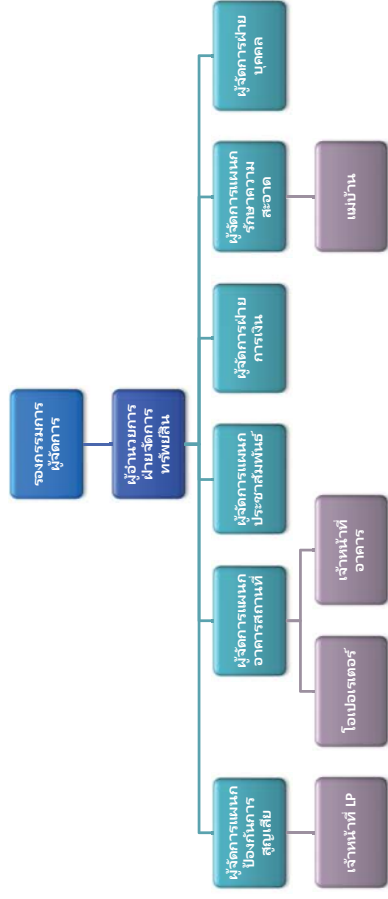 รองกรรมการ
ผู้จัดการ
ผู้อำนวยการ
ฝ่ายจัดการ
ทรัพย์สิน
ผู้จัดการแผนก
ป้องกันการ
สูญเสีย
ผู้จัดการแผนก
อาคารสถานที่
ผู้จัดการแผนก
ประชาสัมพันธ์
ผู้จัดการฝ่าย
การเงิน
ผู้จัดการแผนก
รักษาความ
สะอาด
ผู้จัดการฝ่าย
บุคคล
เจ้าหน้าที่ LP
โอเปอเรเตอร์
เจ้าหน้าที่
อาคาร
แม่บ้าน